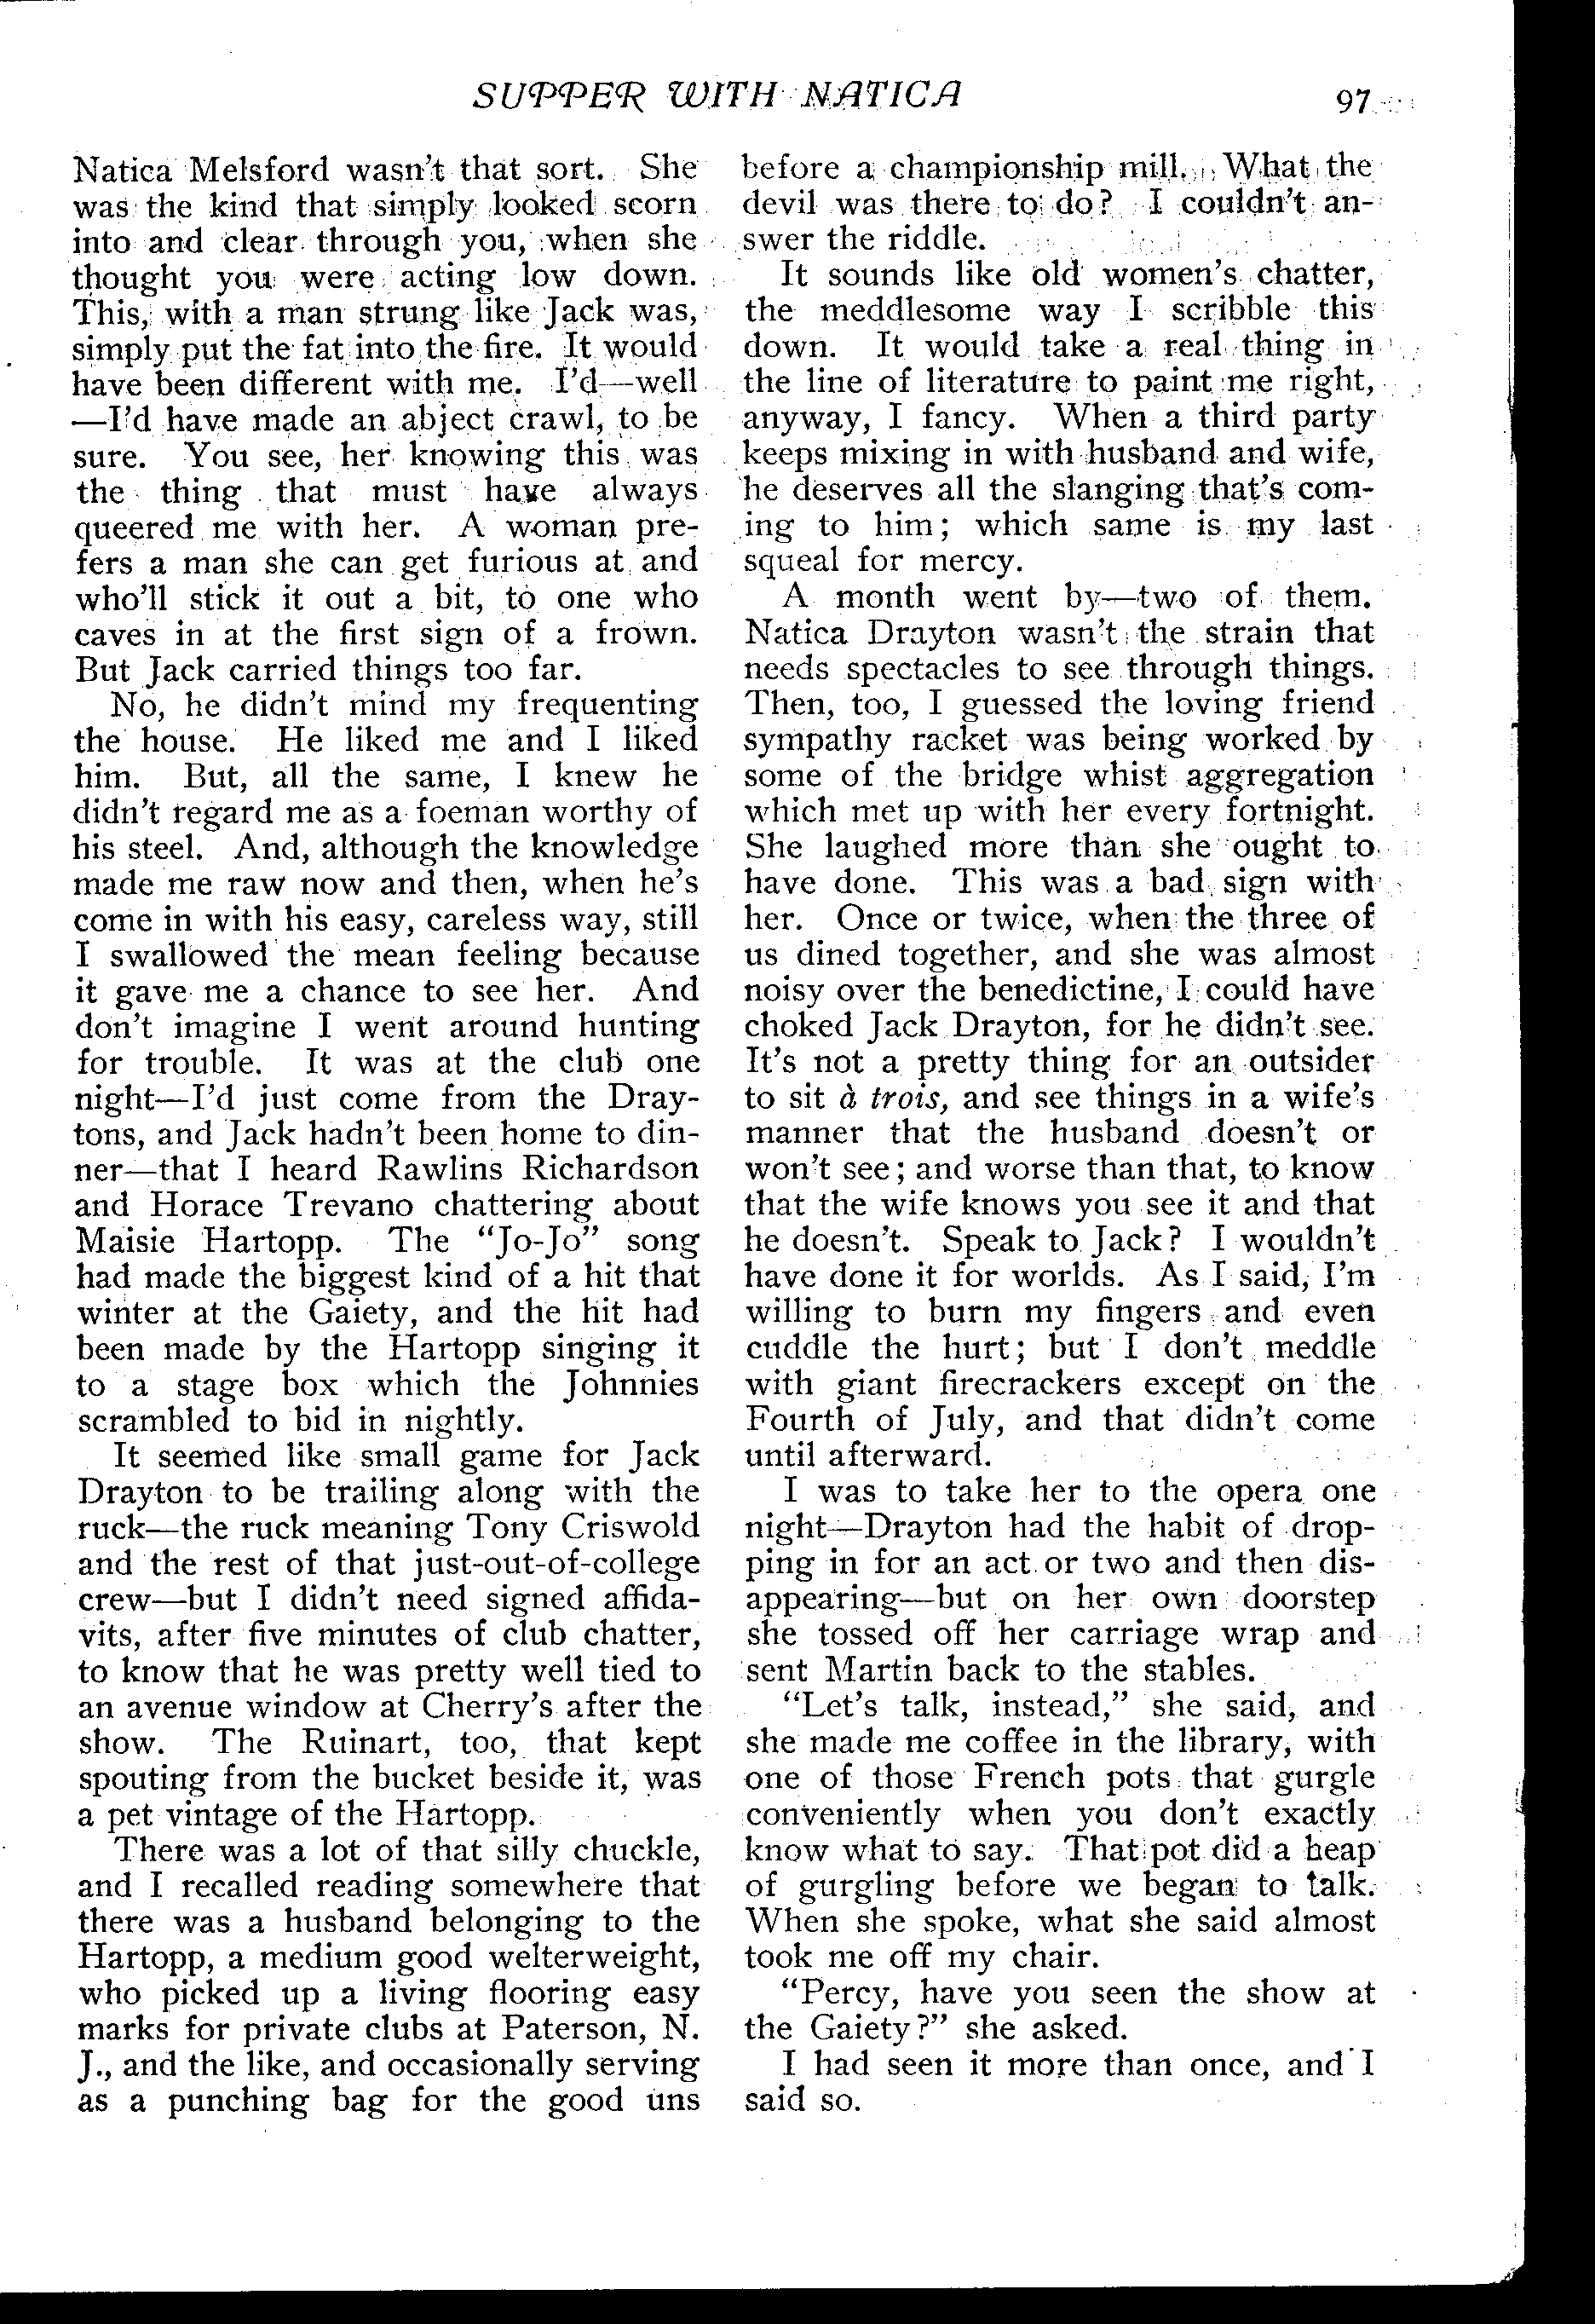 SUPPER WITH NATICA
97
Natica Melsford wasn't that sort. She
was the kind that simply looked scorn
into and clear through you, when she
thought you were acting low down.
This, with a man strung like Jack was,
simply put the fat into the fire. It would
have been different with me. I'd—well
—I'd have made an abject crawl, to be
sure. You see, her knowing this was
the thing that must have always
queered me with her. A woman pre-
fers a man she can get furious at and
who'll stick it out a bit, to one who
caves in at the first sign of a frown.
But Jack carried things too far.
No, he didn't mind my frequenting
the house. He liked me and I liked
him. But, all the same, I knew he
didn't regard me as a foeman worthy of
his steel. And, although the knowledge
made me raw now and then, when he's
come in with his easy, careless way, still
I swallowed the mean feeling because
it gave me a chance to see her. And
don't imagine I went around hunting
for trouble. It was at the club one
night—I'd just come from the Dray-
tons, and Jack hadn't been home to din-
ner—that I heard Rawlins Richardson
and Horace Trevano chattering about
Maisie Hartopp. The "Jo-Jo" song
had made the biggest kind of a hit that
winter at the Gaiety, and the hit had
been made by the Hartopp singing it
to a stage box which the Johnnies
scrambled to bid in nightly.
It seemed like small game for Jack
Drayton to be trailing along with the
ruck—the ruck meaning Tony Criswold
and the rest of that just-out-of-college
crew—but I didn't need signed affida-
vits, after five minutes of club chatter,
to know that he was pretty well tied to
an avenue window at Cherry's after the
show. The Ruinart, too, that kept
spouting from the bucket beside it, was
a pet vintage of the Hartopp.
There was a lot of that silly chuckle,
and I recalled reading somewhere that
there was a husband belonging to the
Hartopp, a medium good welterweight,
who picked up a living flooring easy
marks for private clubs at Paterson, N.
J., and the like, and occasionally serving
as a punching bag for the good uns
before a championship mill. What the
devil was there to do? I couldn't an-
swer the riddle.
It sounds like old women's chatter,
the meddlesome way I scribble this
down. It would take a real thing in
the line of literature to paint me right,
anyway, I fancy. When a third party
keeps mixing in with husband and wife,
he deserves all the slanging that's com-
ing to him; which same is my last
squeal for mercy.
A month went by—two of them.
Natica Drayton wasn't the strain that
needs spectacles to see through things.
Then, too, I guessed the loving friend
sympathy racket was being worked by
some of the bridge whist aggregation
which met up with her every fortnight.
She laughed more than she ought to
have done. This was a bad sign with
her. Once or twice, when the three of
us dined together, and she was almost
noisy over the benedictine, I could have
choked Jack Drayton, for he didn't see.
It's not a pretty thing for an outsider
to sit à trois, and see things in a wife's
manner that the husband doesn't or
won't see; and worse than that, to know
that the wife knows you see it and that
he doesn't. Speak to Jack? I wouldn't
have done it for worlds. As I said, I'm
willing to burn my fingers and even
cuddle the hurt; but I don't meddle
with giant firecrackers except on the
Fourth of July, and that didn't come
until afterward.
I was to take her to the opera one
night—Drayton had the habit of drop-
ping in for an act or two and then dis-
appearing—but on her own doorstep
she tossed off her carriage wrap and
sent Martin back to the stables.
"Let's talk, instead," she said, and
she made me coffee in the library, with
one of those French pots that gurgle
conveniently when you don't exactly
know what to say. That pot did a heap
of gurgling before we began to talk.
When she spoke, what she said almost
took me off my chair.
"Percy, have you seen the show at
the Gaiety?" she asked.
I had seen it more than once, and I
said so.